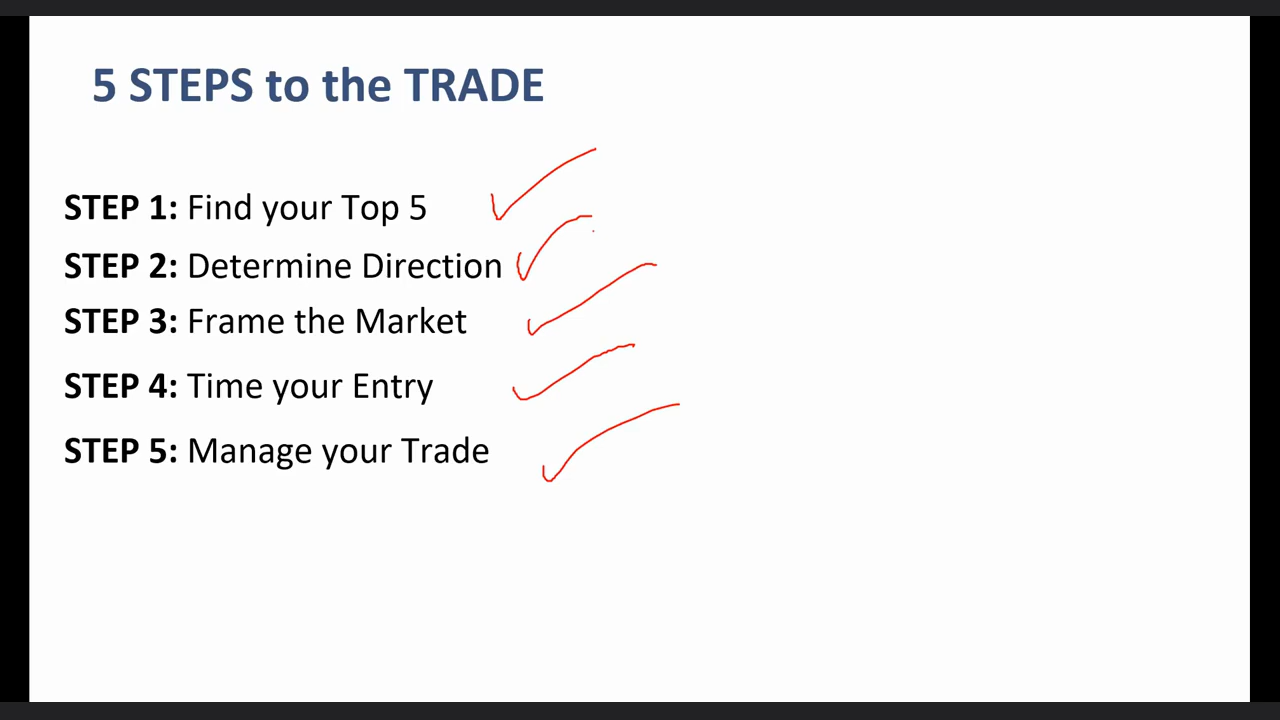 5 STEPS to the TRADE
STEP 1: Find your Top 5
STEP 2: Determine Direction
STEP 3: Frame the Market
STEP 4: Time your Entry
STEP 5: Manage your Trade